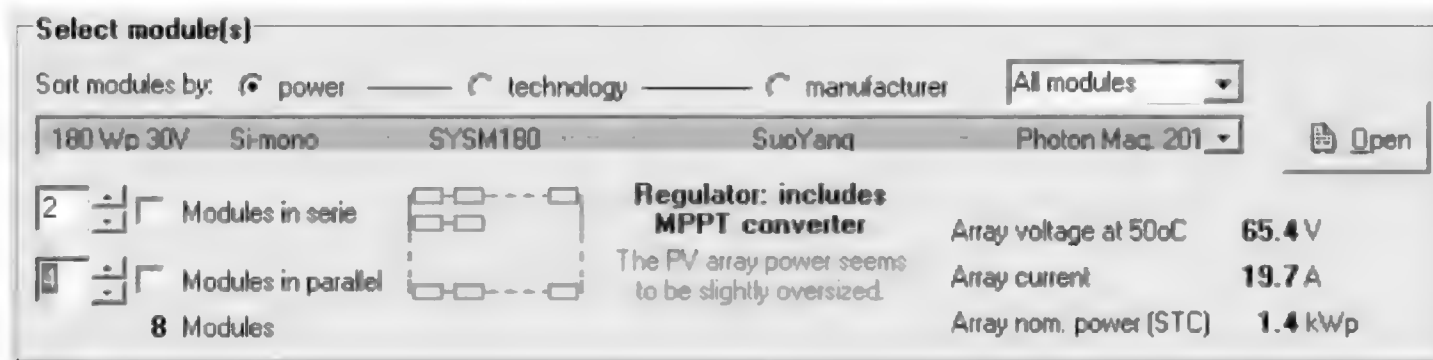 Select module(s)
Sort modules by: power technology manufacturer All modules
180 Wp 30V Si-mono SYSM180 SuoYang Photon Mag. 201 Open
2 Modules in serie
4 Modules in parallel
8 Modules
Regulator: includes
MPPT converter
The PV array power seems
to be slightly oversized.
Array voltage at 50oC 65.4 V
Array current 19.7 A
Array nom. power (STC) 1.4 kWp